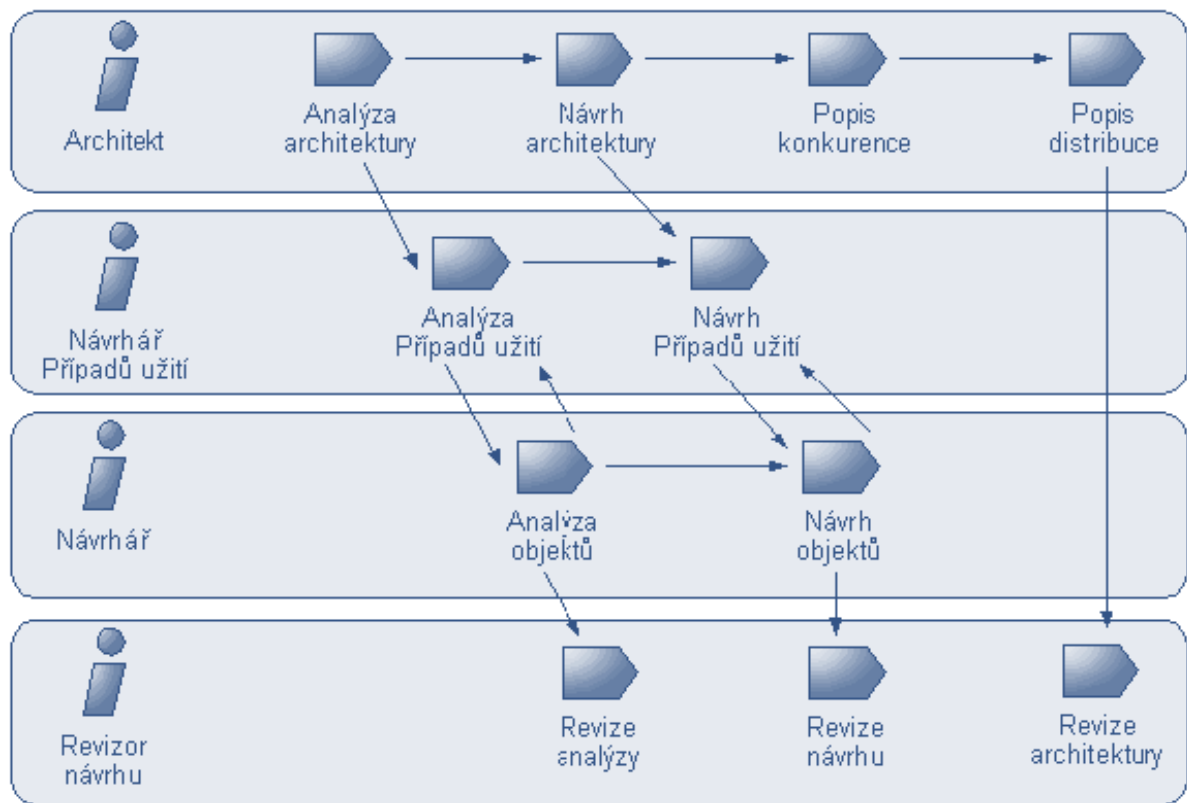 Architekt
Analýza
architektury
Návrh
architektury
Popis
konkurence
Popis
distribuce
Návrhář
Případů užití
Analýza
Případů užití
Návrh
Případů užití
Návrhář
Analýza
objektů
Návrh
objektů
Revizor
návrhu
Revize
analýzy
Revize
návrhu
Revize
architektury